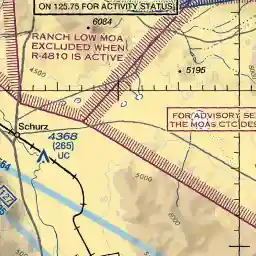 ON 125.75 FOR ACTIVITY STATUS
6084
RANCH LOW MOA
EXCLUDED WHEN
R-4810 IS ACTIVE
4500
5195
FOR ADVISORY SE
THE MOAS CTC DES
Schurz
4368
(265)
UC
5000
6000